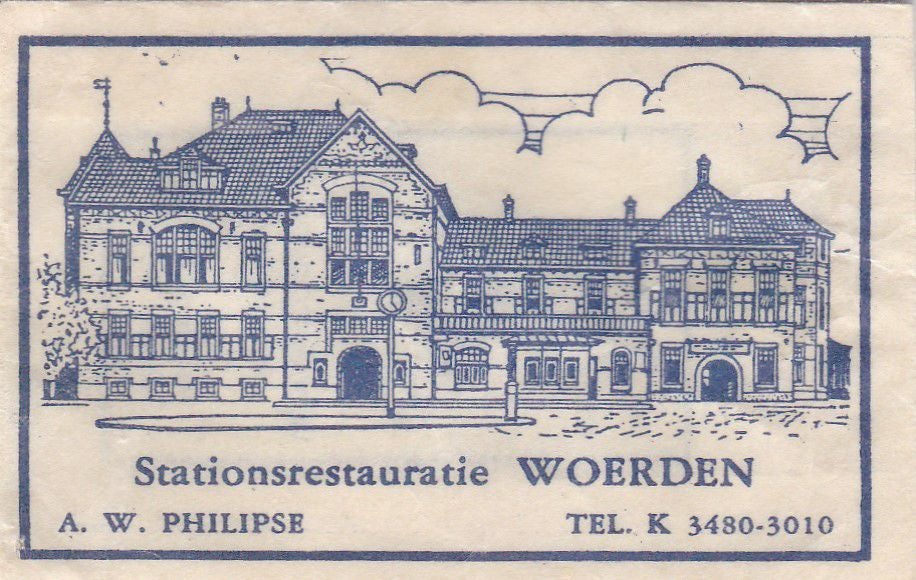 Stationsrestauratie WOERDEN
A. W. PHILIPSE TEL. K 3480-3010